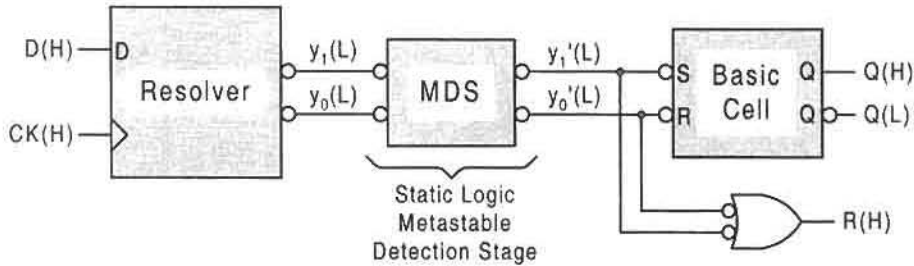 D(H)
D
Resolver
CK(H)
y₁(L)
y₀(L)
MDS
y₁'(L)
y₀'(L)
S
R
Basic
Cell
Q
Q
Q(H)
Q(L)
Static Logic
Metastable
Detection Stage
R(H)